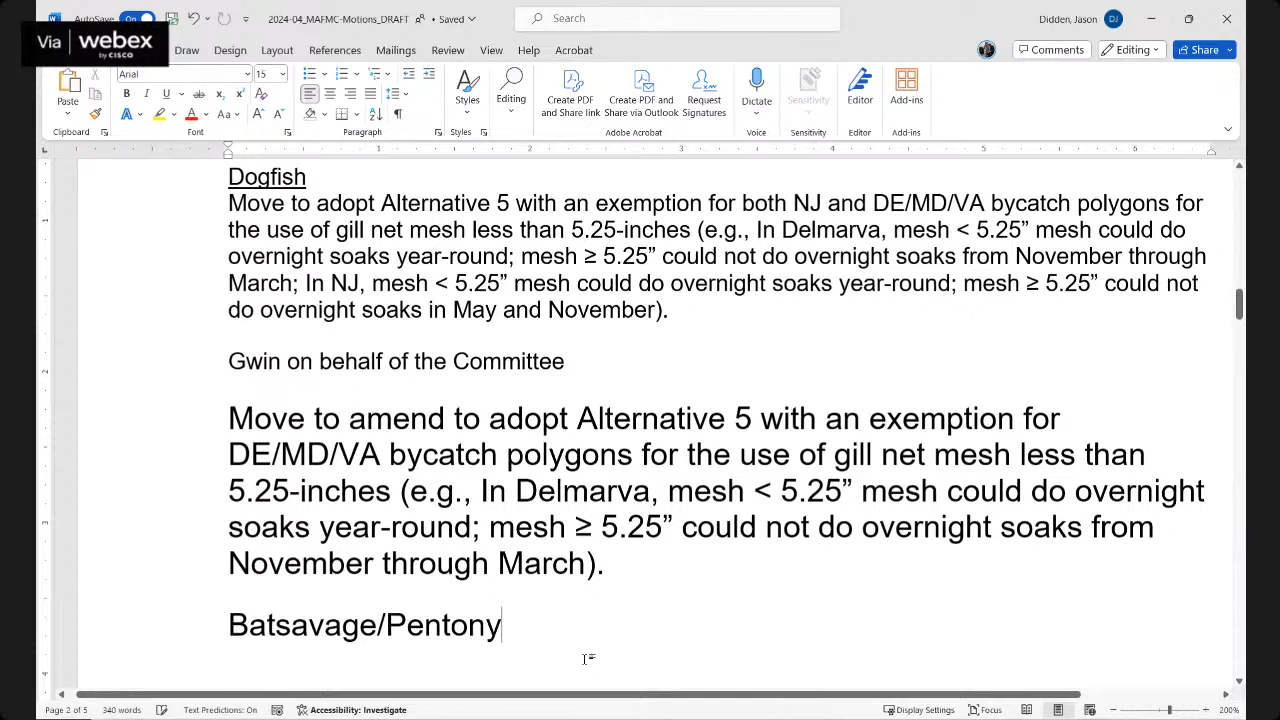 AutoSave On 2024-04_MAFMC-Motions_DRAFT • Saved Search Didden, Jason DJ
Via webex by CISCO
Draw Design Layout References Mailings Review View Help Acrobat Comments Editing Share
Arial 15
Paste
Styles
Editing
Create PDF and Share link
Create PDF and Share via Outlook
Request Signatures
Dictate
Sensitivity
Editor
Add-ins
Clipboard Font Paragraph Styles Adobe Acrobat Voice Sensitivity Editor Add-ins
1 2 3 4 5 6
Dogfish
Move to adopt Alternative 5 with an exemption for both NJ and DE/MD/VA bycatch polygons for
the use of gill net mesh less than 5.25-inches (e.g., In Delmarva, mesh < 5.25” mesh could do
overnight soaks year-round; mesh ≥ 5.25” could not do overnight soaks from November through
March; In NJ, mesh < 5.25” mesh could do overnight soaks year-round; mesh ≥ 5.25” could not
do overnight soaks in May and November).
Gwin on behalf of the Committee
Move to amend to adopt Alternative 5 with an exemption for
DE/MD/VA bycatch polygons for the use of gill net mesh less than
5.25-inches (e.g., In Delmarva, mesh < 5.25” mesh could do overnight
soaks year-round; mesh ≥ 5.25” could not do overnight soaks from
November through March).
Batsavage/Pentony
Page 2 of 5 340 words Text Predictions: On Accessibility: Investigate Display Settings Focus 200%